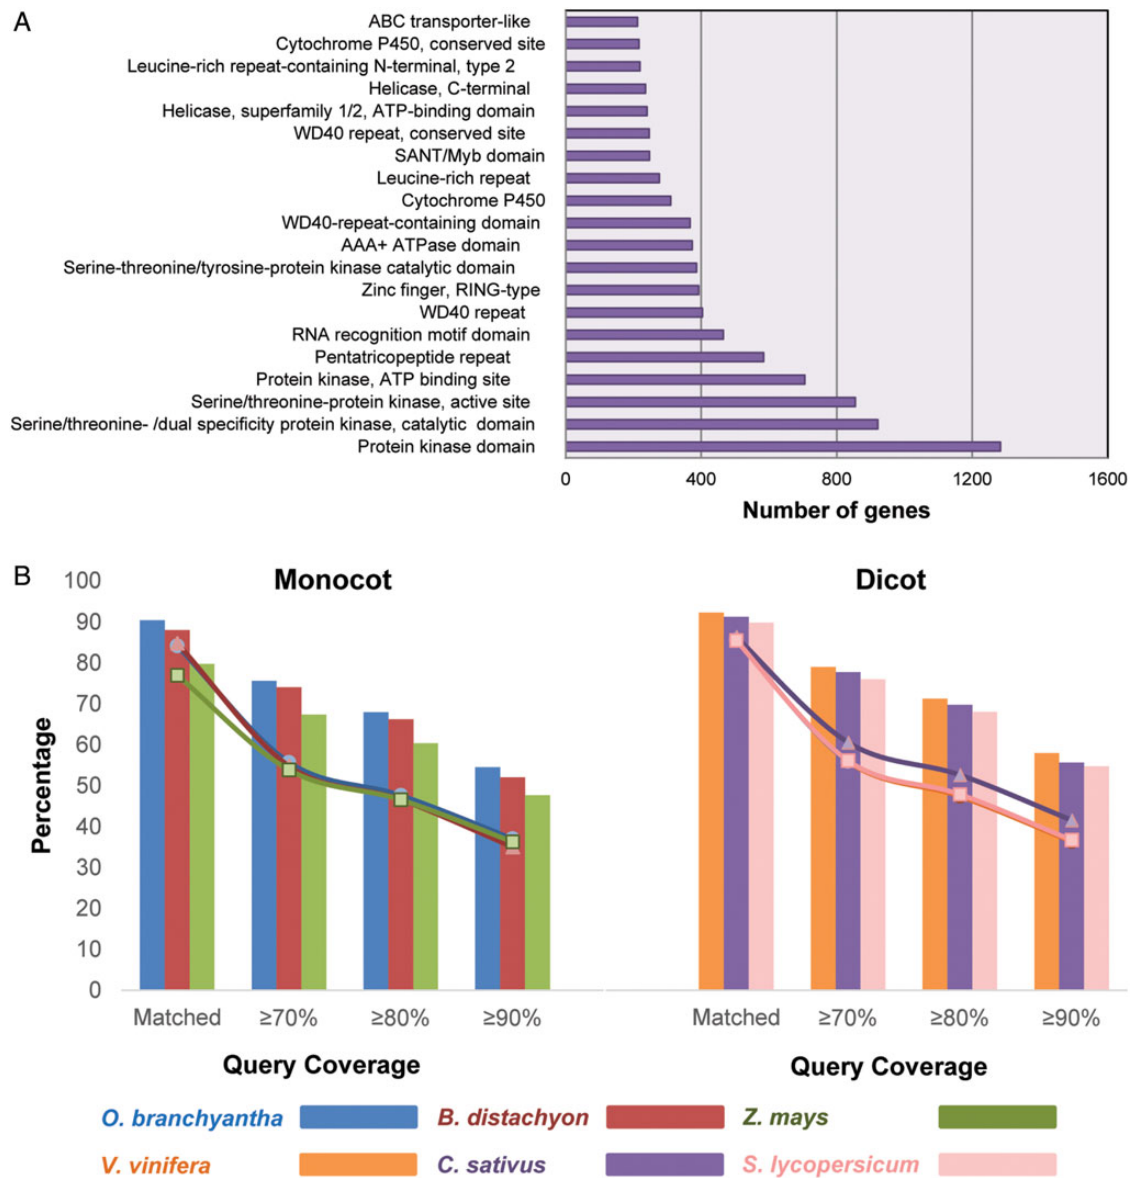 A
ABC transporter-like
Cytochrome P450, conserved site
Leucine-rich repeat-containing N-terminal, type 2
Helicase, C-terminal
Helicase, superfamily 1/2, ATP-binding domain
WD40 repeat, conserved site
SANT/Myb domain
Leucine-rich repeat
Cytochrome P450
WD40-repeat-containing domain
AAA+ ATPase domain
Serine-threonine/tyrosine-protein kinase catalytic domain
Zinc finger, RING-type
WD40 repeat
RNA recognition motif domain
Pentatricopeptide repeat
Protein kinase, ATP binding site
Serine/threonine-protein kinase, active site
Serine/threonine- /dual specificity protein kinase, catalytic domain
Protein kinase domain
0 400 800 1200 1600
Number of genes
B
Monocot Dicot
Percentage
100
90
80
70
60
50
40
30
20
10
0
Matched ≥70% ≥80% ≥90% Matched ≥70% ≥80% ≥90%
Query Coverage Query Coverage
O. branchyantha B. distachyon Z. mays
V. vinifera C. sativus S. lycopersicum